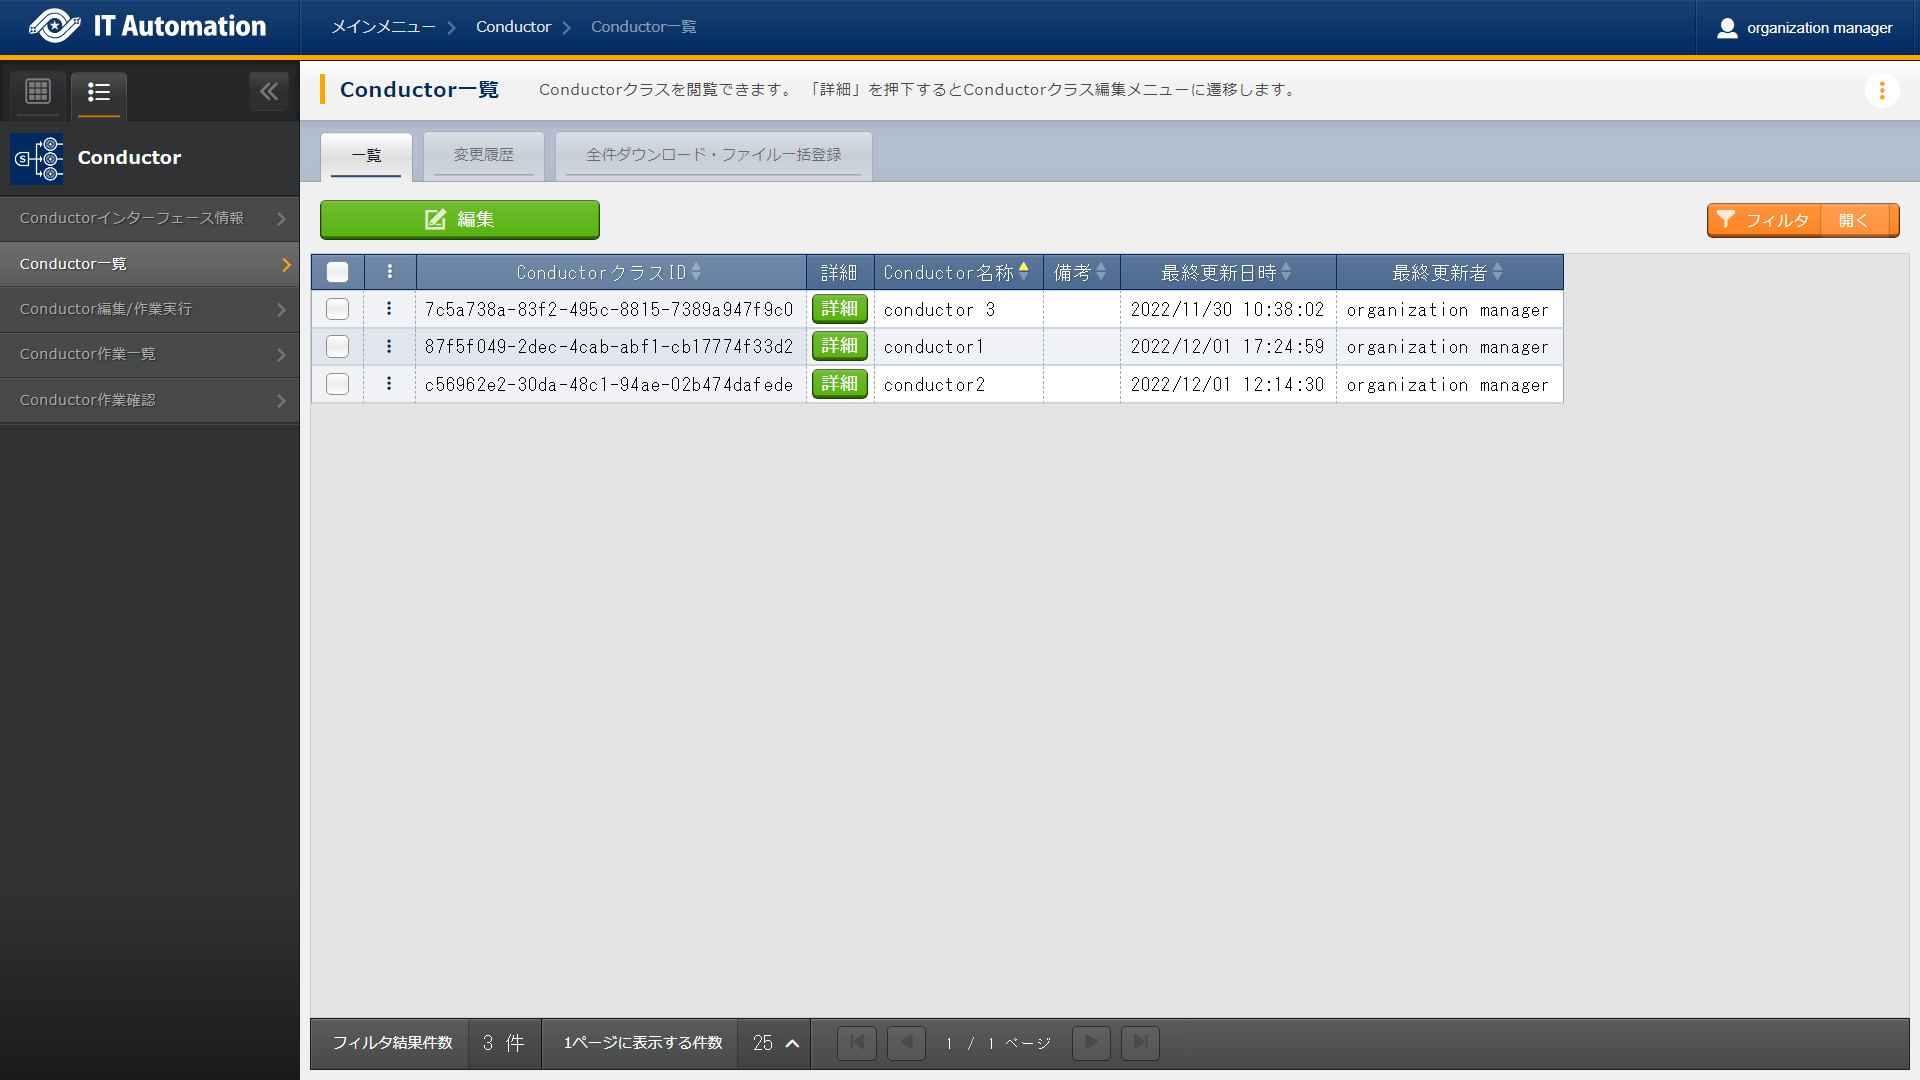 IT Automation
メインメニュー Conductor Conductor一覧
organization manager
Conductor
Conductorインターフェース情報
Conductor一覧
Conductor編集/作業実行
Conductor作業一覧
Conductor作業確認
Conductor一覧 Conductorクラスを閲覧できます。 「詳細」を押下するとConductorクラス編集メニューに遷移します。
一覧 変更履歴 全件ダウンロード・ファイル一括登録
編集 フィルタ 開く
ConductorクラスID 詳細 Conductor名称 備考 最終更新日時 最終更新者
7c5a738a-83f2-495c-8815-7389a947f9c0 詳細 conductor 3 2022/11/30 10:38:02 organization manager
87f5f049-2dec-4cab-abf1-cb17774f33d2 詳細 conductor1 2022/12/01 17:24:59 organization manager
c56962e2-30da-48c1-94ae-02b474dafede 詳細 conductor2 2022/12/01 12:14:30 organization manager
フィルタ結果件数 3 件 1ページに表示する件数 25 1 / 1 ページ